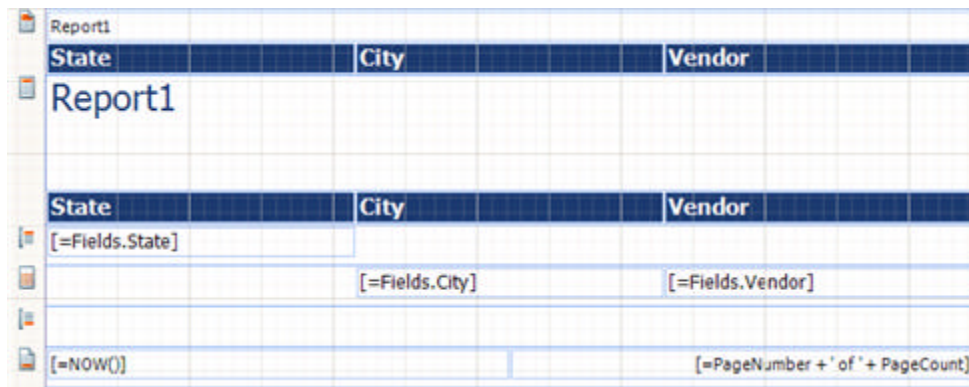 Report1
State City Vendor
Report1
State City Vendor
[=Fields.State]
[=Fields.City] [=Fields.Vendor]
[=NOW()] [=PageNumber + ' of ' + PageCount]